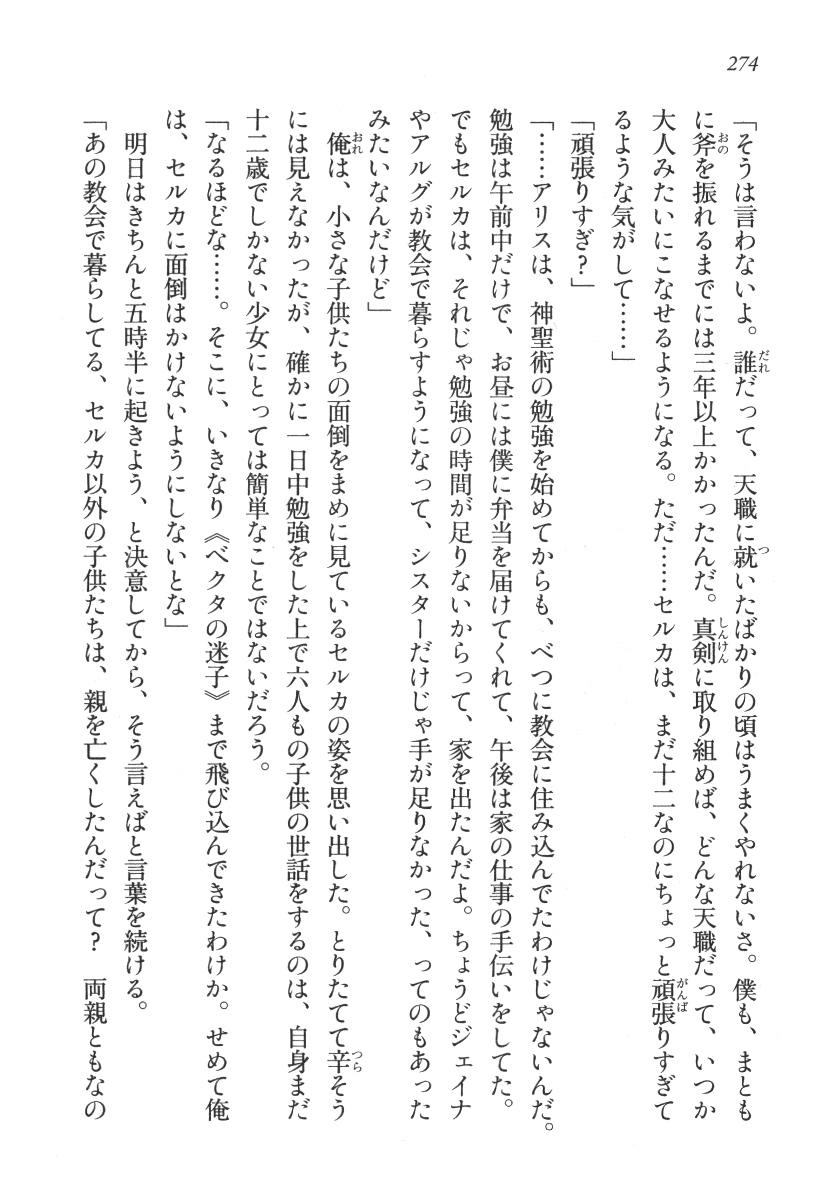 274
「そうは言わないよ。誰だって、天職に就いたばかりの頃はうまくやれないさ。僕も、まとも
に斧を振れるまでには三年以上かかったんだ。真剣に取り組めば、どんな天職だって、いつか
大人みたいにこなせるようになる。ただ……セルカは、まだ十二なのにちょっと頑張りすぎて
るような気がして……」
「頑張りすぎ?」
「……アリスは、神聖術の勉強を始めてからも、べつに教会に住み込んでたわけじゃないんだ。
勉強は午前中だけで、お昼には僕に弁当を届けてくれて、午後は家の仕事の手伝いをしてた。
でもセルカは、それじゃ勉強の時間が足りないからって、家を出たんだよ。ちょうどジェイナ
やアルグが教会で暮らすようになって、シスターだけじゃ手が足りなかった、ってのもあった
みたいなんだけど」
　俺は、小さな子供たちの面倒をまめに見ているセルカの姿を思い出した。とりたてて辛そう
には見えなかったが、確かに一日中勉強をした上で六人もの子供の世話をするのは、自身まだ
十二歳でしかない少女にとっては簡単なことではないだろう。
「なるほどな……。そこに、いきなり《ベクタの迷子》まで飛び込んできたわけか。せめて俺
は、セルカに面倒はかけないようにしないとな」
　明日はきちんと五時半に起きよう、と決意してから、そう言えばと言葉を続ける。
「あの教会で暮らしてる、セルカ以外の子供たちは、親を亡くしたんだって?　両親ともなの